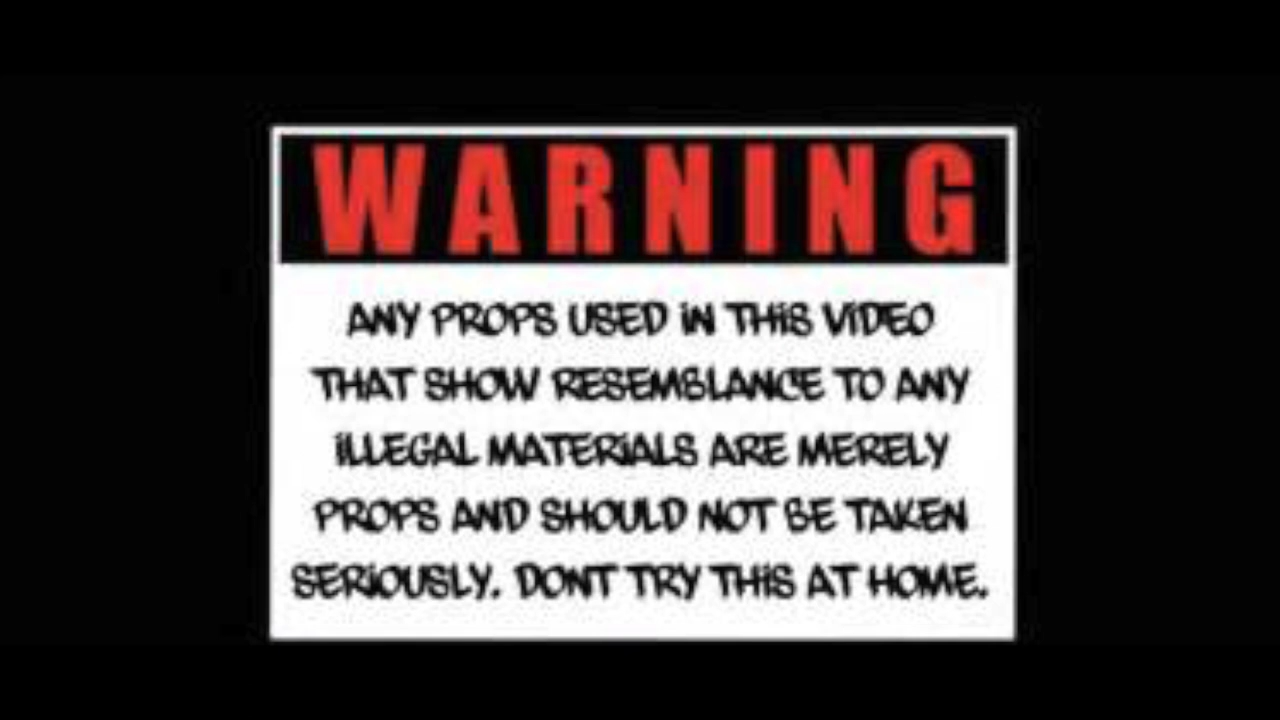 WARNING
ANY PROPS USED IN THIS VIDEO
THAT SHOW RESEMBLANCE TO ANY
ILLEGAL MATERIALS ARE MERELY
PROPS AND SHOULD NOT BE TAKEN
SERIOUSLY. DONT TRY THIS AT HOME.